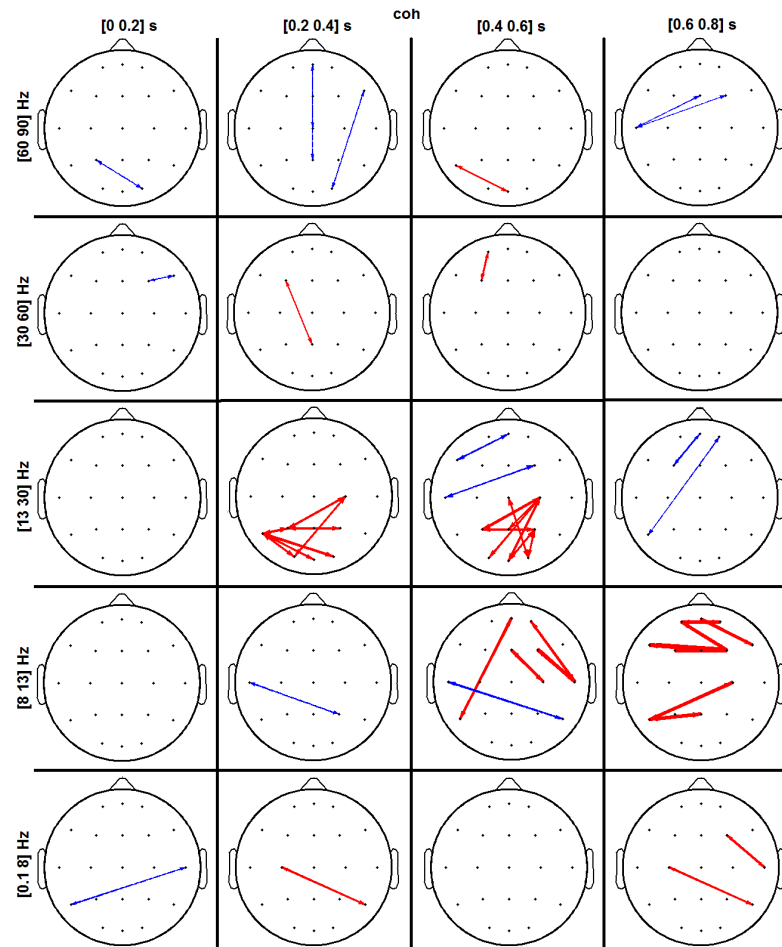 coh
[0 0.2] s
[0.2 0.4] s
[0.4 0.6] s
[0.6 0.8] s
[60 90] Hz
[30 60] Hz
[13 30] Hz
[8 13] Hz
[0.1 8] Hz